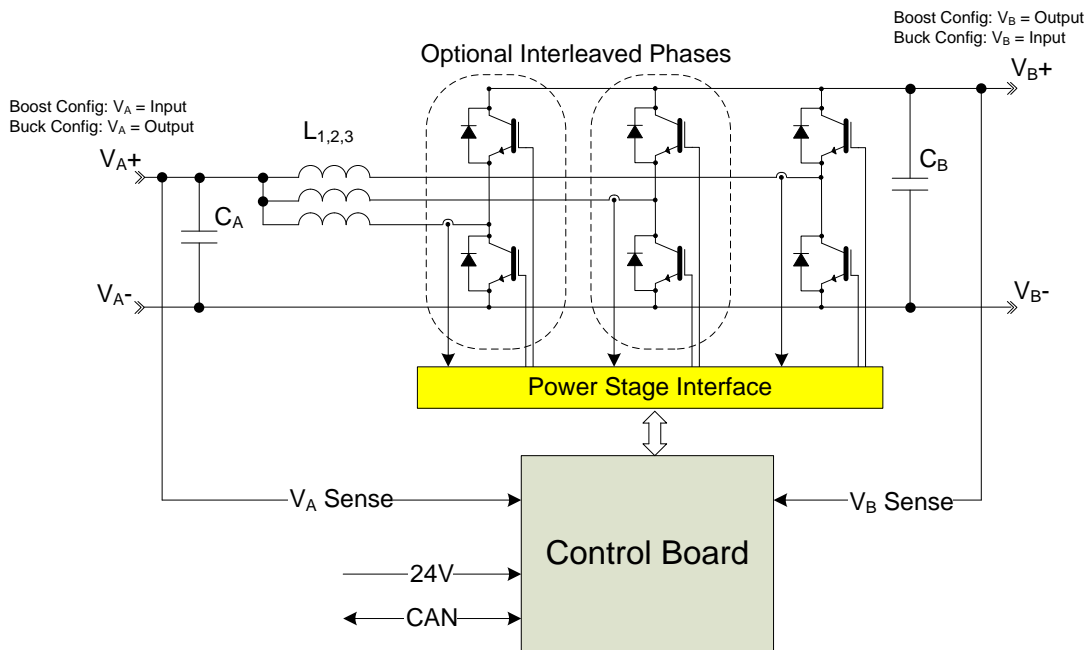 Boost Config: VB = Output
Buck Config: VB = Input
Optional Interleaved Phases
VB+
Boost Config: VA = Input
Buck Config: VA = Output
L1,2,3
VA+
CB
CA
VA-
VB-
Power Stage Interface
VA Sense
VB Sense
Control Board
24V
CAN